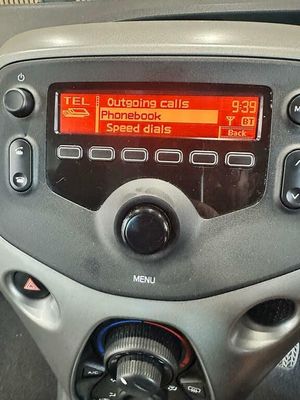 TEL Outgoing calls 9:39
Phonebook
Speed dials BT
Back
MENU